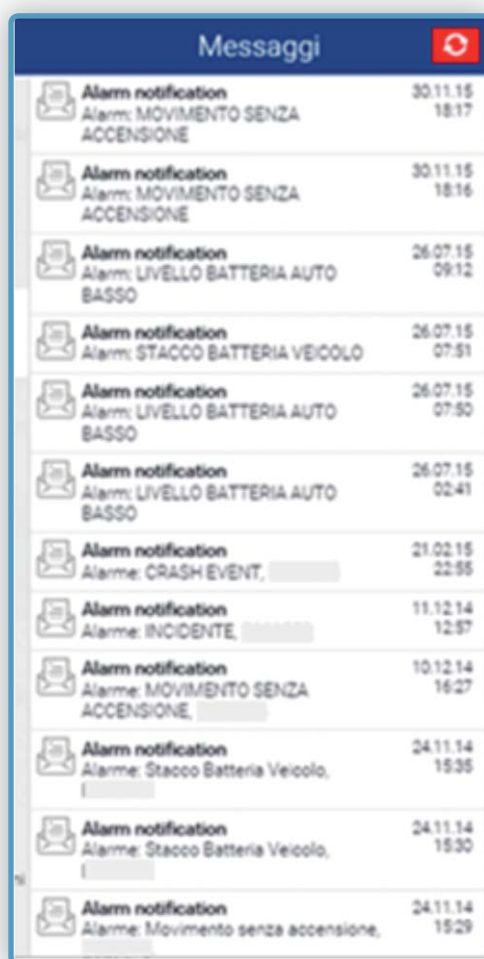 Messaggi
Alarm notification 30.11.15
Alarm: MOVIMENTO SENZA 18:17
ACCENSIONE
Alarm notification 30.11.15
Alarm: MOVIMENTO SENZA 18:16
ACCENSIONE
Alarm notification 26.07.15
Alarm: LIVELLO BATTERIA AUTO 09:12
BASSO
Alarm notification 26.07.15
Alarm: STACCO BATTERIA VEICOLO 07:51
Alarm notification 26.07.15
Alarm: LIVELLO BATTERIA AUTO 07:50
BASSO
Alarm notification 26.07.15
Alarm: LIVELLO BATTERIA AUTO 02:41
BASSO
Alarm notification 21.02.15
Alarme: CRASH EVENT, 22:55
Alarm notification 11.12.14
Alarme: INCIDENTE, 12:57
Alarm notification 10.12.14
Alarme: MOVIMENTO SENZA 16:27
ACCENSIONE,
Alarm notification 24.11.14
Alarme: Stacco Batteria Veicolo, 15:35
Alarm notification 24.11.14
Alarme: Stacco Batteria Veicolo, 15:30
Alarm notification 24.11.14
Alarme: Movimento senza accensione, 15:29